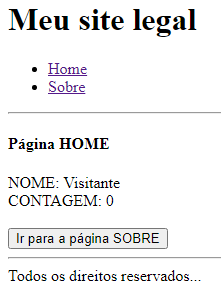 Meu site legal
Home
Sobre
Página HOME
NOME: Visitante
CONTAGEM: 0
Ir para a página SOBRE
Todos os direitos reservados...